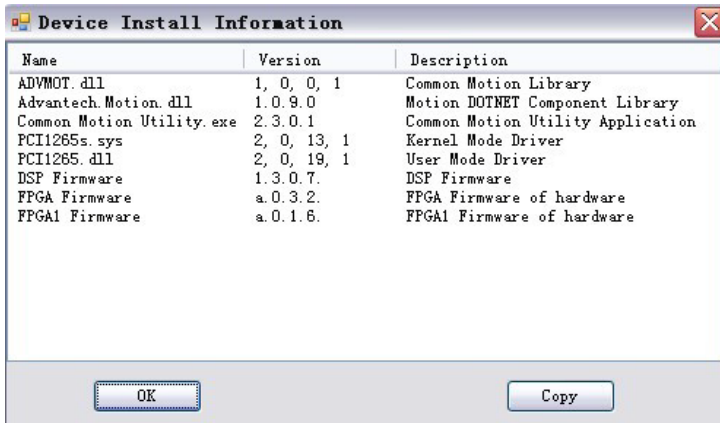 Device Install Information
Name Version Description
ADVMOT.dll 1, 0, 0, 1 Common Motion Library
Advantech.Motion.dll 1.0.9.0 Motion DOTNET Component Library
Common Motion Utility.exe 2.3.0.1 Common Motion Utility Application
PCI1265s.sys 2, 0, 13, 1 Kernel Mode Driver
PCI1265.dll 2, 0, 19, 1 User Mode Driver
DSP Firmware 1.3.0.7. DSP Firmware
FPGA Firmware a.0.3.2. FPGA Firmware of hardware
FPGA1 Firmware a.0.1.6. FPGA1 Firmware of hardware
OK Copy